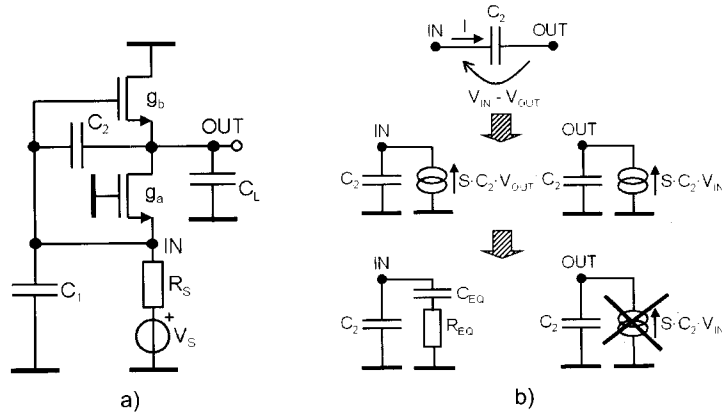 g_b
C_2
OUT
g_a
C_L
IN
C_1
R_S
+
V_S
a)
C_2
IN
I
OUT
V_IN - V_OUT
IN
C_2
S·C_2·V_OUT
OUT
C_2
S·C_2·V_IN
IN
C_EQ
C_2
R_EQ
OUT
C_2
S·C_2·V_IN
b)